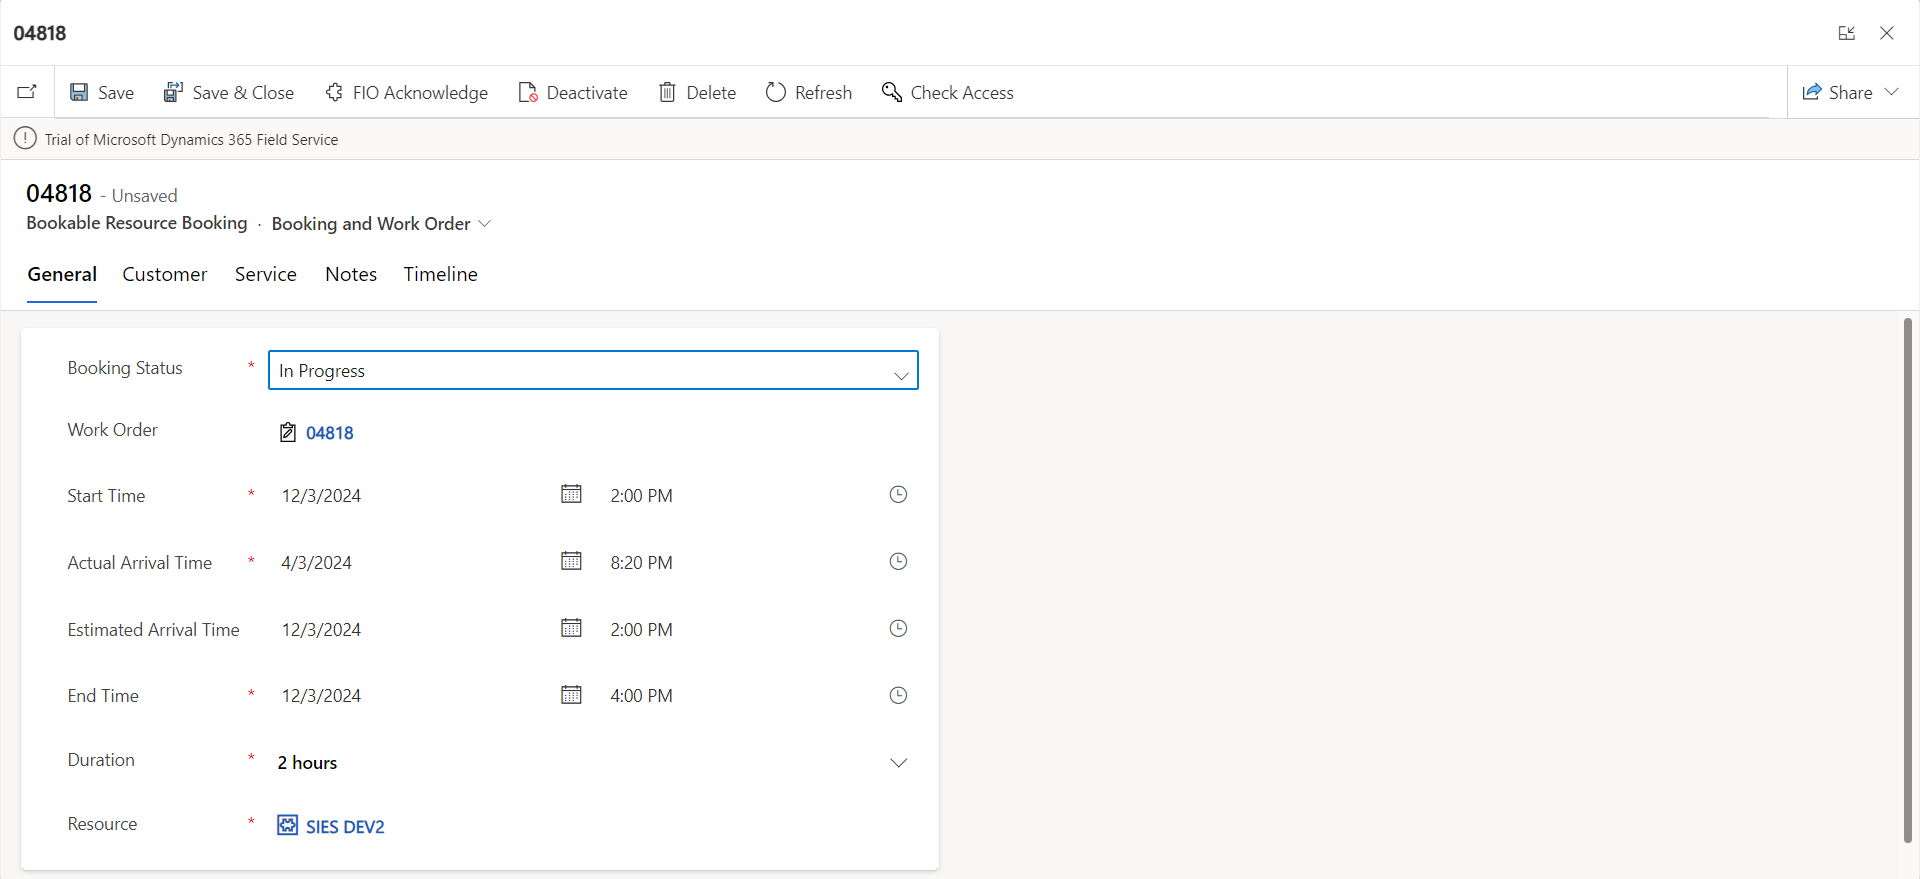 04818
Save Save & Close FIO Acknowledge Deactivate Delete Refresh Check Access Share
Trial of Microsoft Dynamics 365 Field Service
04818 - Unsaved
Bookable Resource Booking · Booking and Work Order
General Customer Service Notes Timeline
Booking Status * In Progress
Work Order 04818
Start Time * 12/3/2024 2:00 PM
Actual Arrival Time * 4/3/2024 8:20 PM
Estimated Arrival Time 12/3/2024 2:00 PM
End Time * 12/3/2024 4:00 PM
Duration * 2 hours
Resource * SIES DEV2